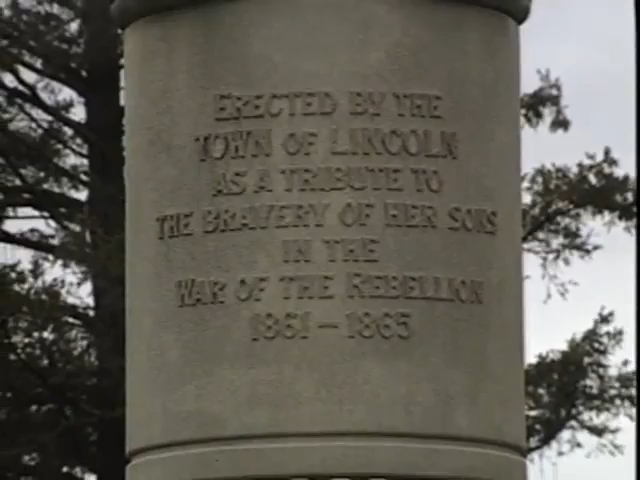 ERECTED BY THE
TOWN OF LINCOLN
AS A TRIBUTE TO
THE BRAVERY OF HER SONS
IN THE
WAR OF THE REBELLION
1861-1865